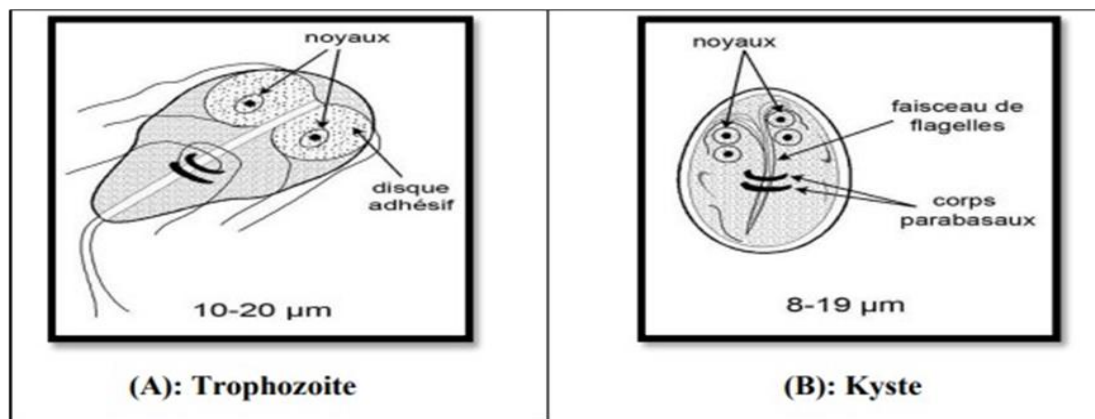 noyaux
disque
adhésif
10-20 µm
(A): Trophozoite
noyaux
faisceau de
flagelles
corps
parabasaux
8-19 µm
(B): Kyste